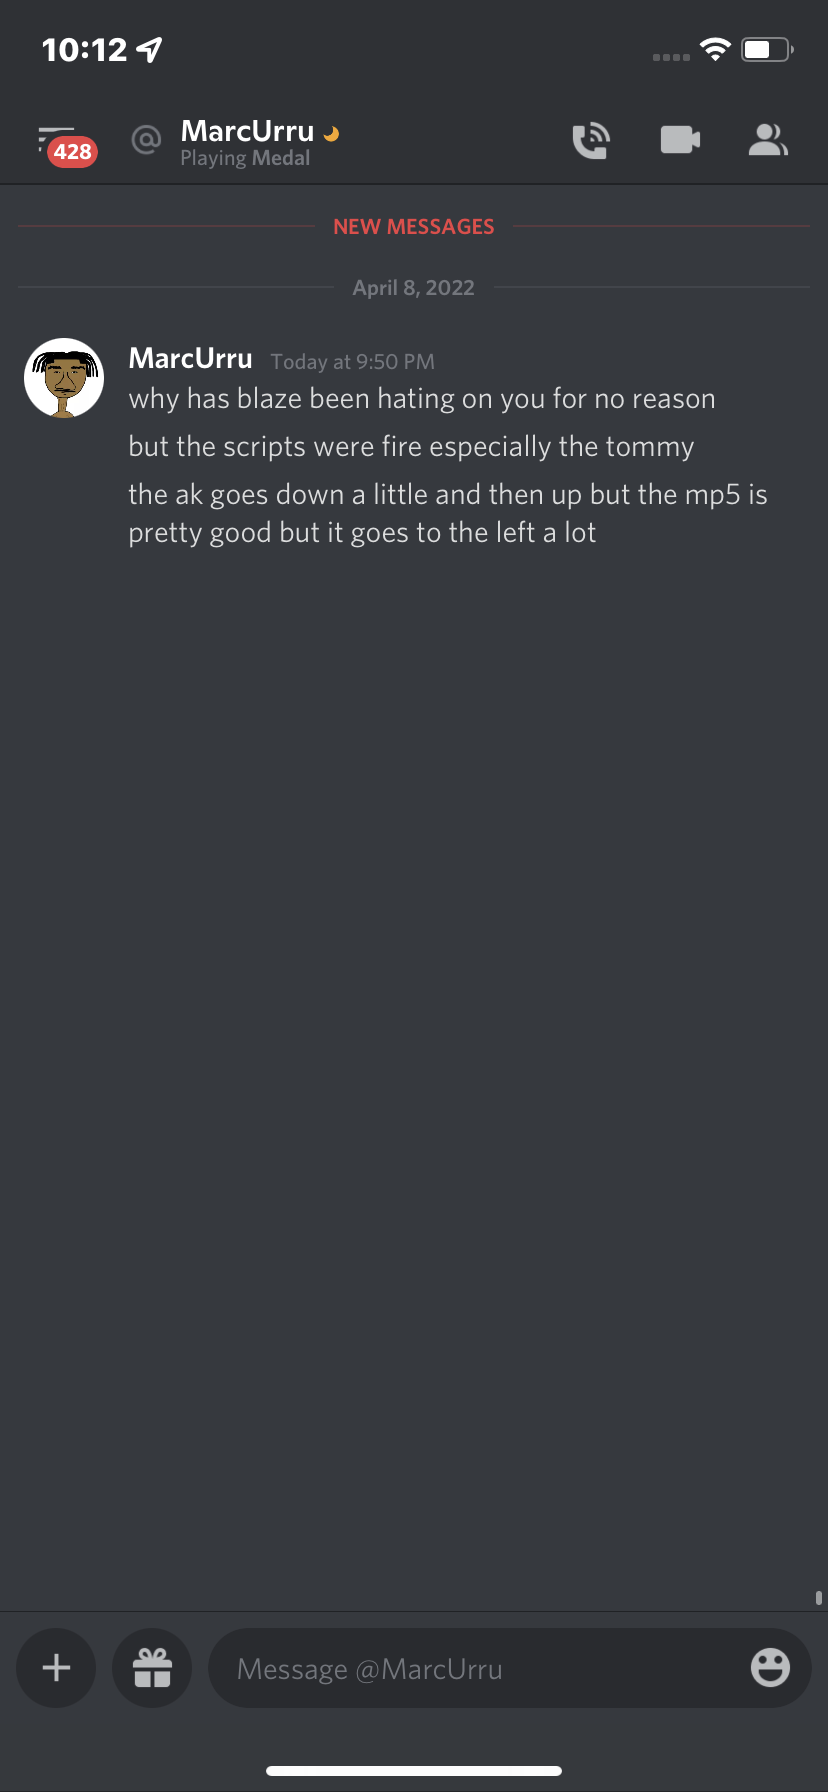 10:12
428
MarcUrru
Playing Medal
NEW MESSAGES
April 8, 2022
MarcUrru Today at 9:50 PM
why has blaze been hating on you for no reason
but the scripts were fire especially the tommy
the ak goes down a little and then up but the mp5 is
pretty good but it goes to the left a lot
Message @MarcUrru